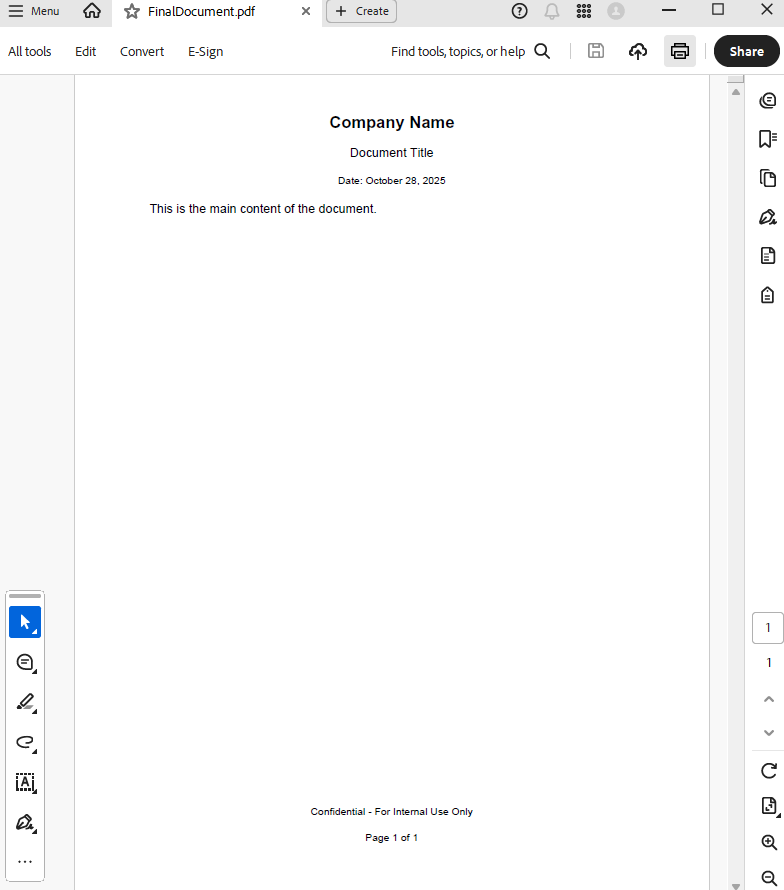 Menu
FinalDocument.pdf
Create
All tools
Edit
Convert
E-Sign
Find tools, topics, or help
Share
Company Name
Document Title
Date: October 28, 2025
This is the main content of the document.
1
1
Confidential - For Internal Use Only
Page 1 of 1